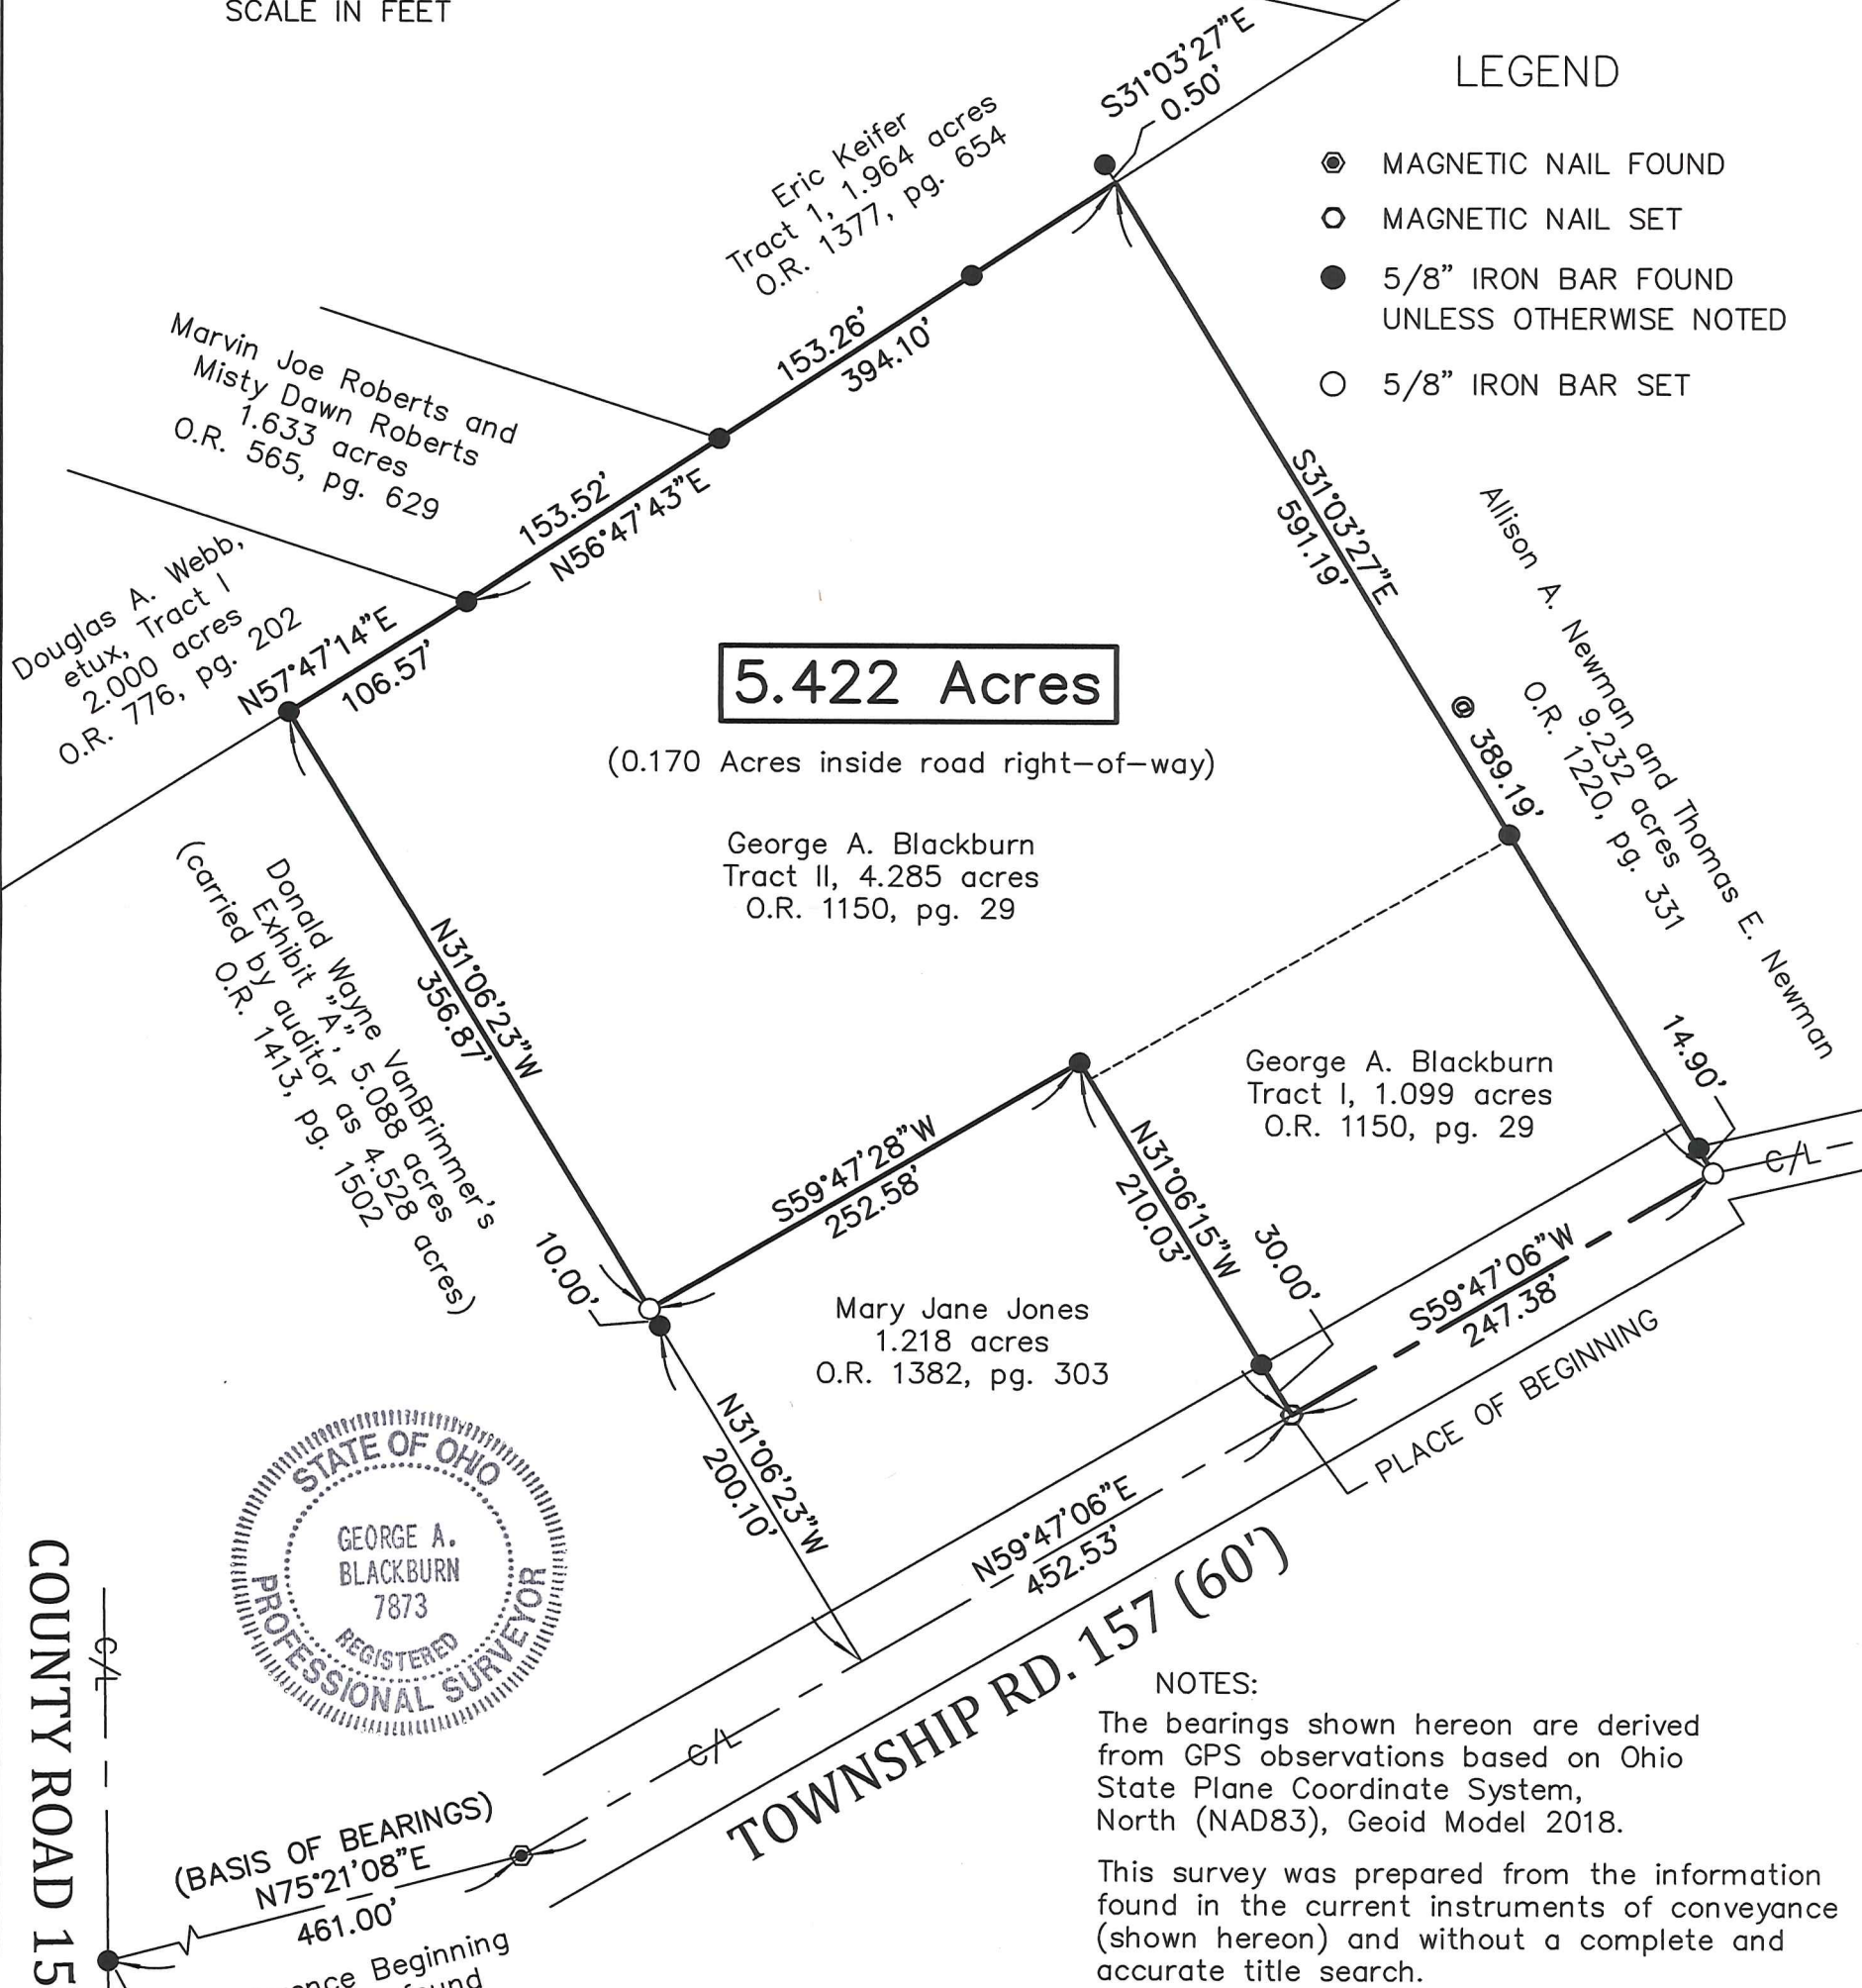 SCALE IN FEET
S31°03'27"E
0.50'
LEGEND
MAGNETIC NAIL FOUND
MAGNETIC NAIL SET
5/8" IRON BAR FOUND
UNLESS OTHERWISE NOTED
5/8" IRON BAR SET
Eric Keifer
Tract 1, 1.964 acres
O.R. 1377, pg. 654
153.26'
394.10'
Marvin Joe Roberts and
Misty Dawn Roberts
1.633 acres
O.R. 565, pg. 629
153.52'
N56°47'43"E
Douglas A. Webb,
etux, Tract I
2.000 acres
O.R. 776, pg. 202
N57°47'14"E
106.57'
S31°03'27"E
591.19'
@ 389.19'
Allison A. Newman and Thomas E. Newman
9.232 acres
O.R. 1220, pg. 331
5.422 Acres
(0.170 Acres inside road right-of-way)
George A. Blackburn
Tract II, 4.285 acres
O.R. 1150, pg. 29
Donald Wayne VanBrimmer's
Exhibit "A", 5.088 acres
(carried by auditor as 4.528 acres)
O.R. 1413, pg. 1502
N31°06'23"W
356.87'
14.90'
George A. Blackburn
Tract I, 1.099 acres
O.R. 1150, pg. 29
C/L
S59°47'28"W
252.58'
N31°06'15"W
210.03'
30.00'
10.00'
S59°47'06"W
247.38'
PLACE OF BEGINNING
Mary Jane Jones
1.218 acres
O.R. 1382, pg. 303
N31°06'23"W
200.10'
N59°47'06"E
452.53'
TOWNSHIP RD. 157 (60')
C/L
STATE OF OHIO
GEORGE A.
BLACKBURN
7873
REGISTERED
PROFESSIONAL SURVEYOR
COUNTY ROAD 15
C/L
(BASIS OF BEARINGS)
N75°21'08"E
461.00'
Beginning
NOTES:
The bearings shown hereon are derived
from GPS observations based on Ohio
State Plane Coordinate System,
North (NAD83), Geoid Model 2018.
This survey was prepared from the information
found in the current instruments of conveyance
(shown hereon) and without a complete and
accurate title search.